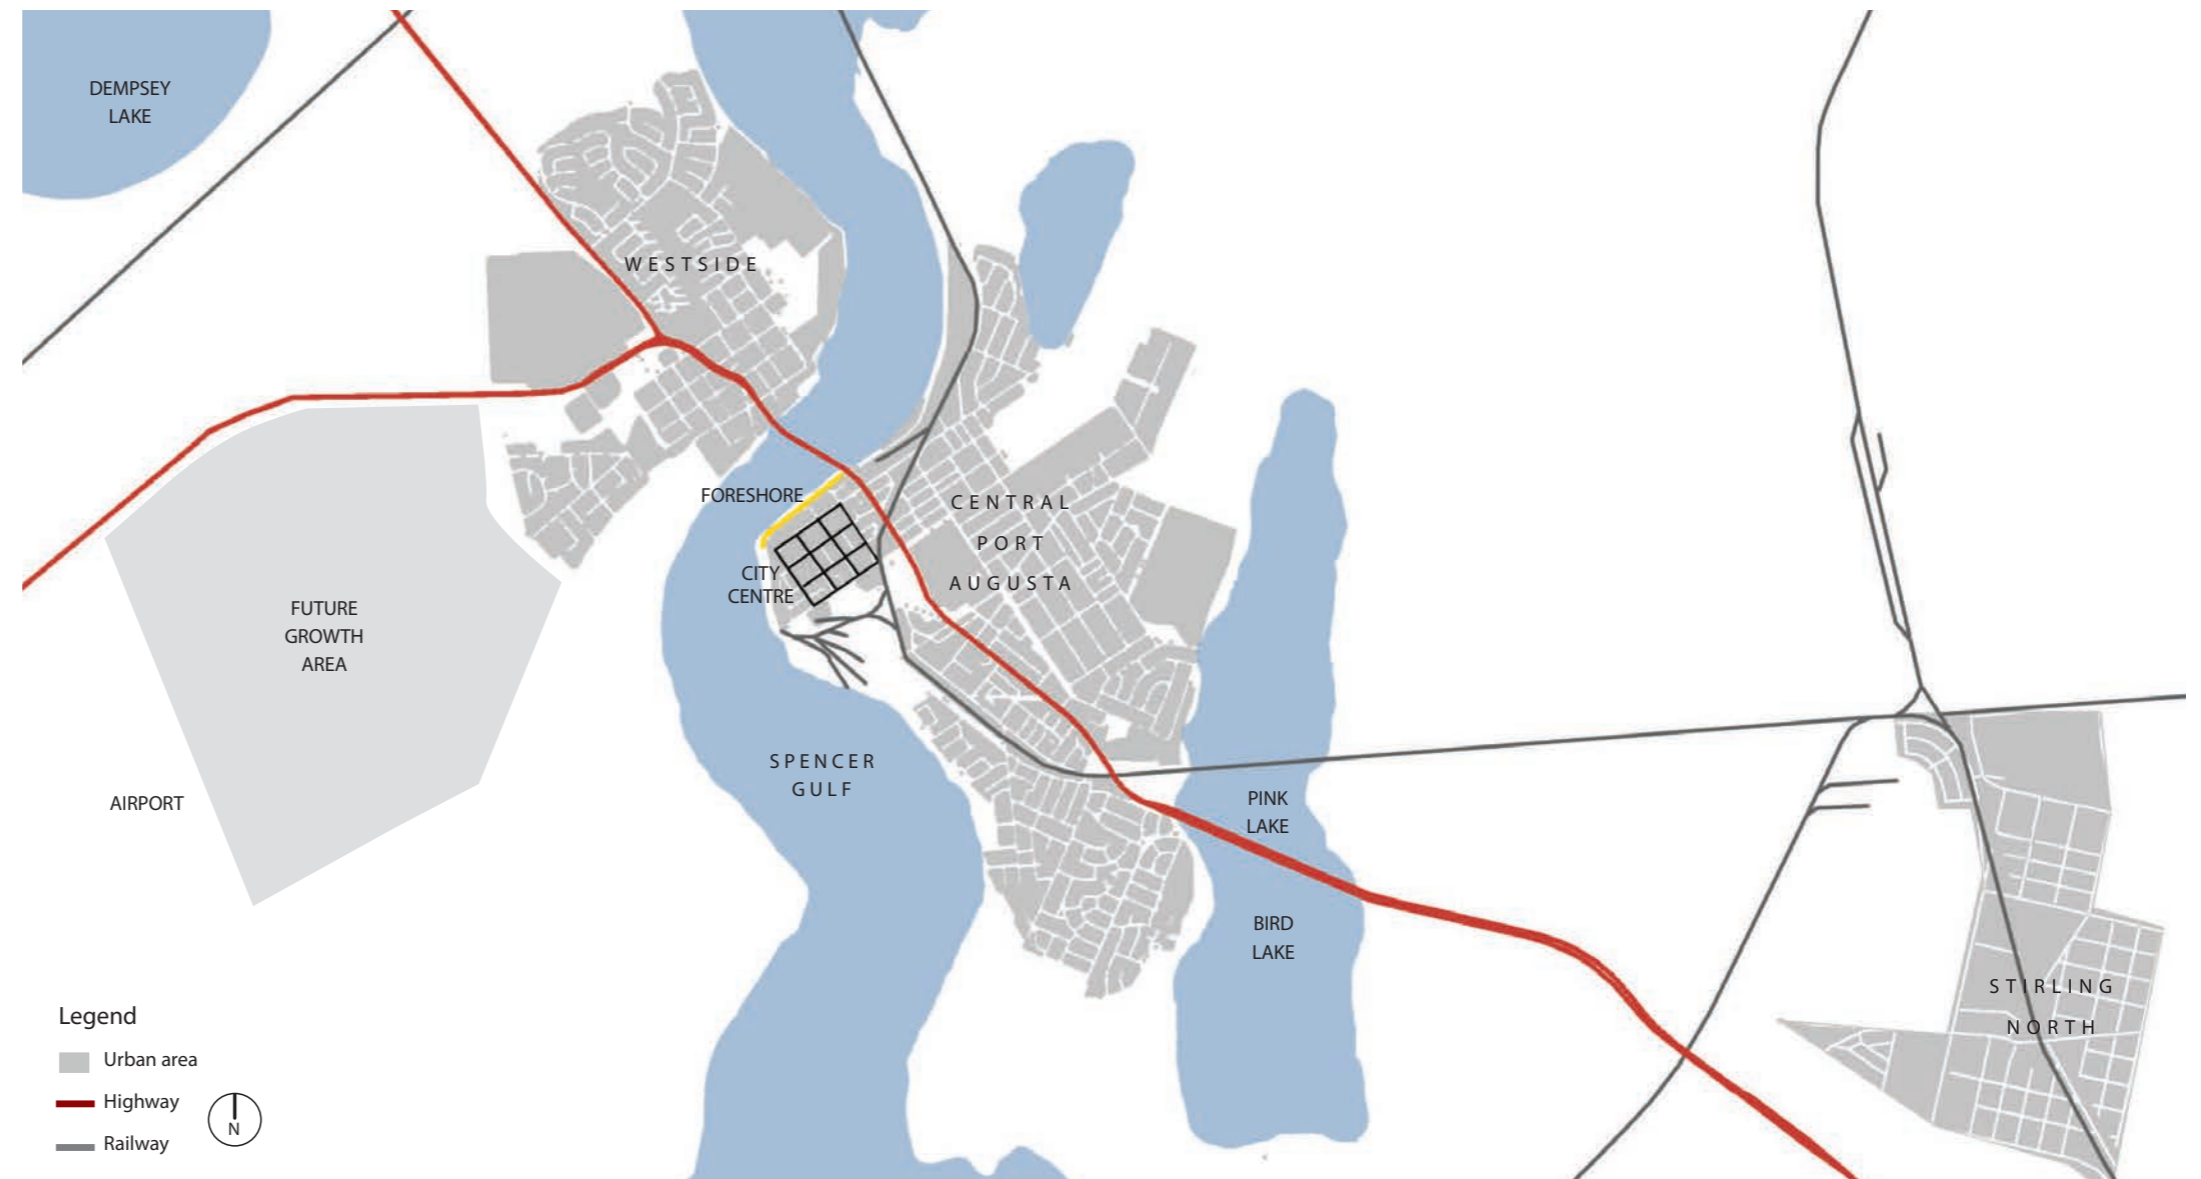 DEMPSEY
LAKE
WESTSIDE
FORESHORE
CENTRAL
PORT
AUGUSTA
CITY
CENTRE
FUTURE
GROWTH
AREA
SPENCER
GULF
AIRPORT
PINK
LAKE
BIRD
LAKE
STIRLING
NORTH
Legend
Urban area
Highway
Railway
N